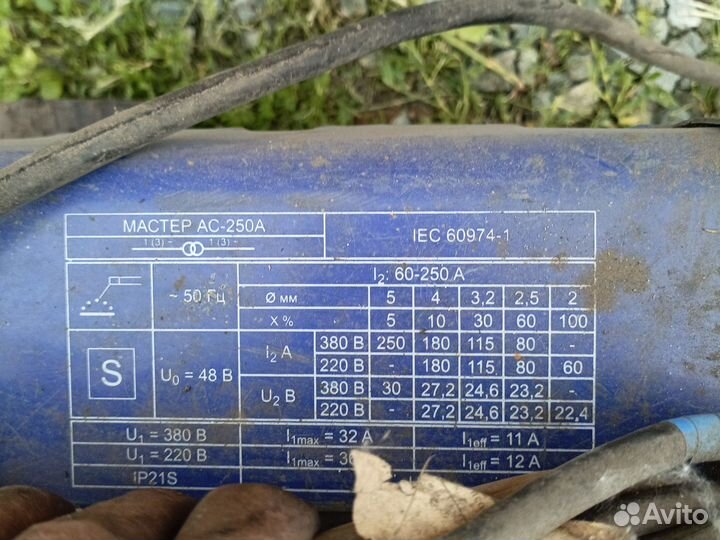 МАСТЕР АС-250А
IEC 60974-1
1 (3) ~ 1 (3) ~
I2: 60-250 А
~ 50 Гц
Ø мм 5 4 3,2 2,5 2
X % 5 10 30 60 100
I2 А 380 В 250 180 115 80 -
220 В - 180 115 80 60
S
U0 = 48 В
U2 В 380 В 30 27,2 24,6 23,2 -
220 В - 27,2 24,6 23,2 22,4
U1 = 380 В I1max = 32 А I1eff = 11 А
U1 = 220 В I1max = I1eff = 12 А
IP21S
Avito